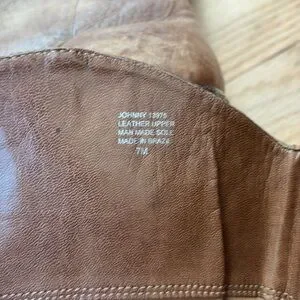 JOHNNY 13975
LEATHER UPPER
MAN MADE SOLE
MADE IN BRAZIL
7M